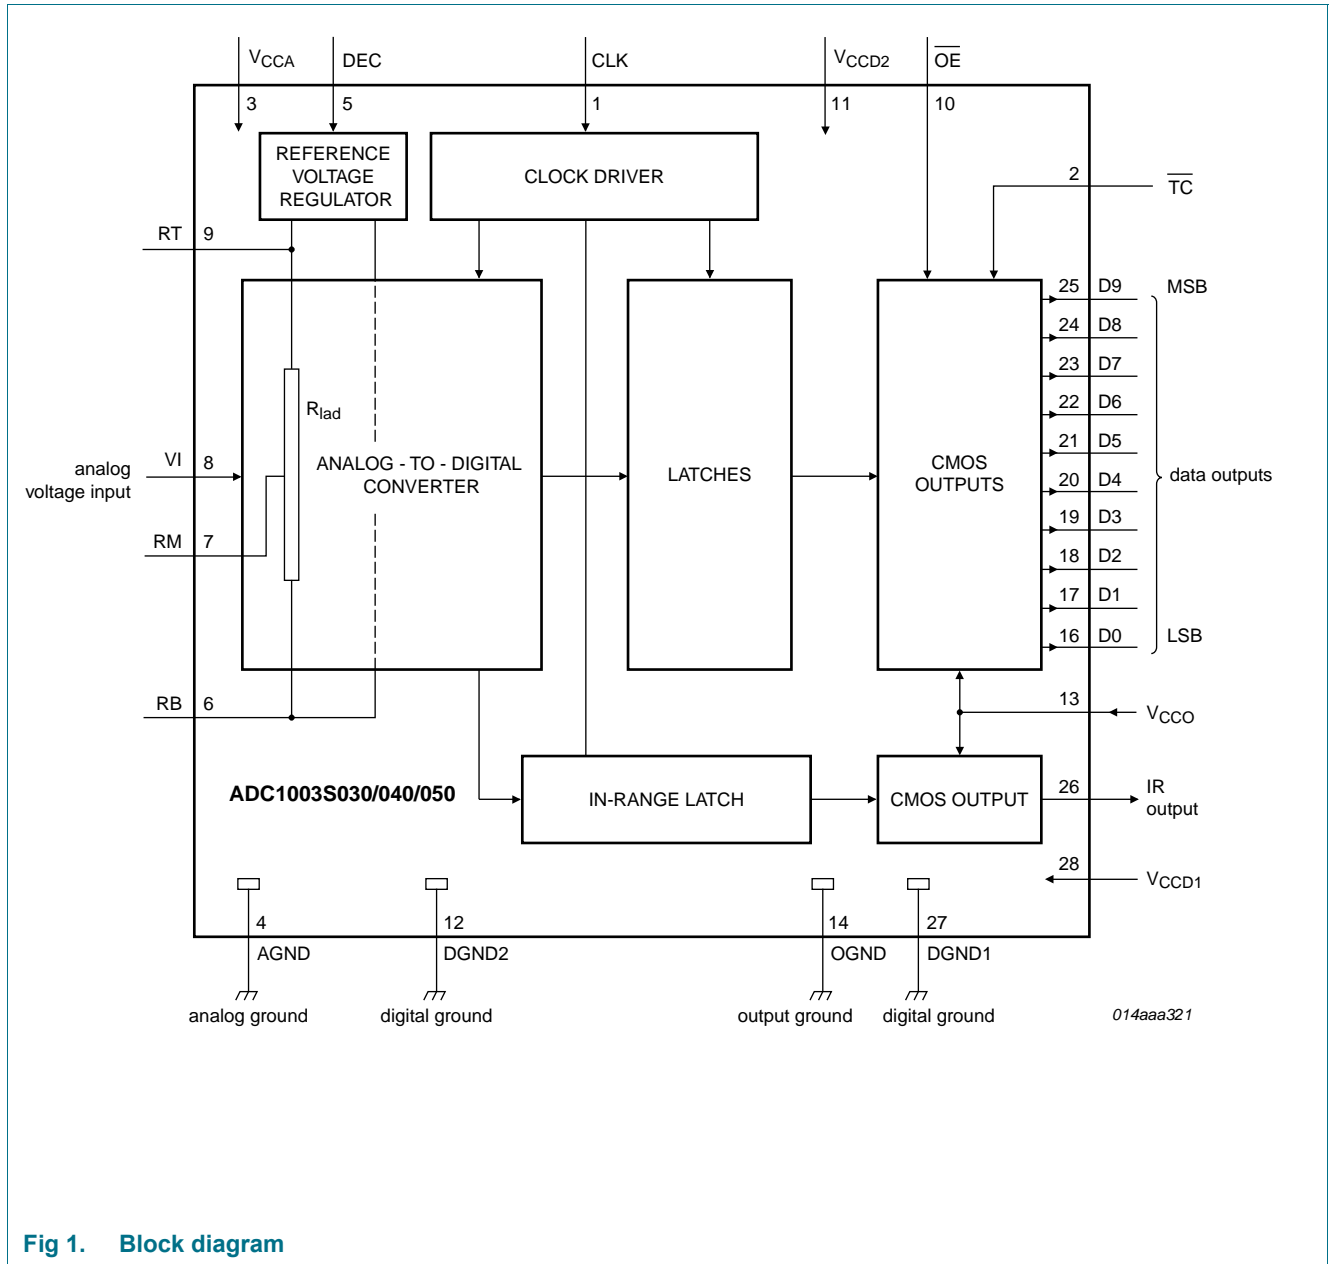 VCCA
DEC
CLK
VCCD2
OE
3
5
1
11
10
REFERENCE
VOLTAGE
REGULATOR
CLOCK DRIVER
2
TC
RT
9
25
D9
MSB
24
D8
23
D7
22
D6
21
D5
20
D4
19
D3
18
D2
17
D1
16
D0
LSB
data outputs
Rlad
analog
voltage input
VI
8
ANALOG - TO - DIGITAL
CONVERTER
LATCHES
CMOS
OUTPUTS
RM
7
RB
6
13
VCCO
ADC1003S030/040/050
IN-RANGE LATCH
CMOS OUTPUT
26
IR
output
28
VCCD1
4
12
14
27
AGND
DGND2
OGND
DGND1
analog ground
digital ground
output ground
digital ground
014aaa321
Fig 1. Block diagram